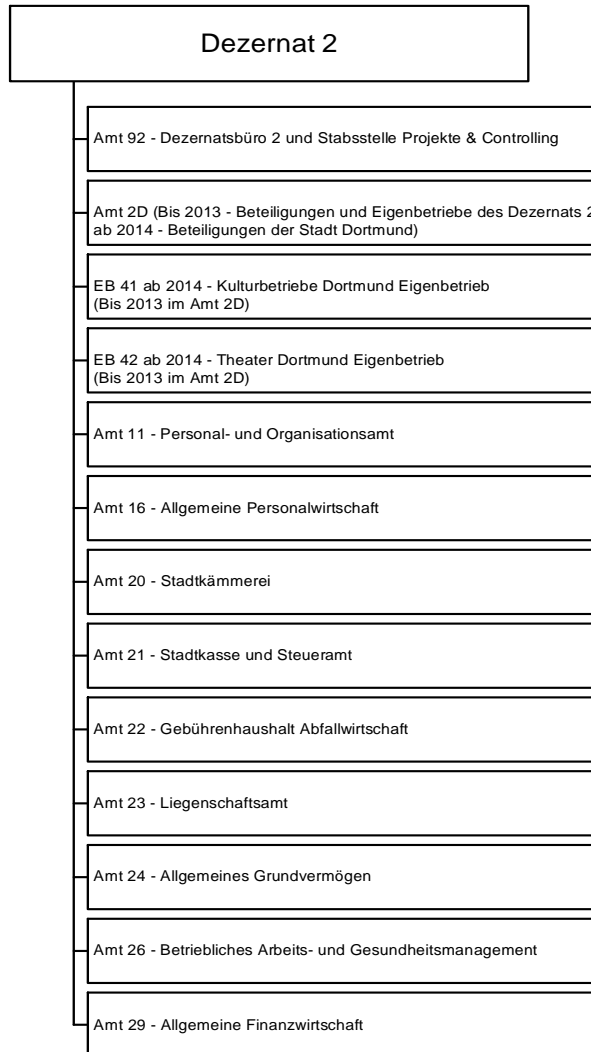 Dezernat 2
Amt 92 - Dezernatsbüro 2 und Stabsstelle Projekte & Controlling
Amt 2D (Bis 2013 - Beteiligungen und Eigenbetriebe des Dezernats 2
ab 2014 - Beteiligungen der Stadt Dortmund)
EB 41 ab 2014 - Kulturbetriebe Dortmund Eigenbetrieb
(Bis 2013 im Amt 2D)
EB 42 ab 2014 - Theater Dortmund Eigenbetrieb
(Bis 2013 im Amt 2D)
Amt 11 - Personal- und Organisationsamt
Amt 16 - Allgemeine Personalwirtschaft
Amt 20 - Stadtkämmerei
Amt 21 - Stadtkasse und Steueramt
Amt 22 - Gebührenhaushalt Abfallwirtschaft
Amt 23 - Liegenschaftsamt
Amt 24 - Allgemeines Grundvermögen
Amt 26 - Betriebliches Arbeits- und Gesundheitsmanagement
Amt 29 - Allgemeine Finanzwirtschaft